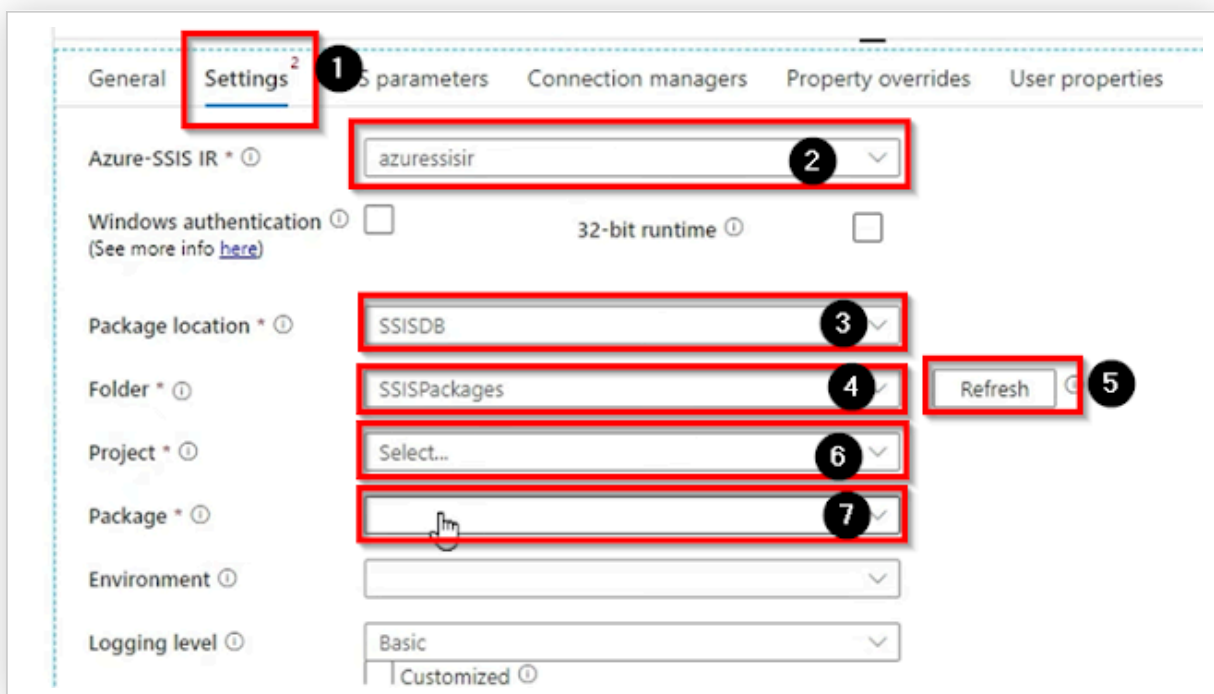 General Settings 2 1 S parameters Connection managers Property overrides User properties
Azure-SSIS IR * azuressisir 2
Windows authentication 32-bit runtime
(See more info here)
Package location * SSISDB 3
Folder * SSISPackages 4 Refresh 5
Project * Select... 6
Package * 7
Environment
Logging level Basic
Customized